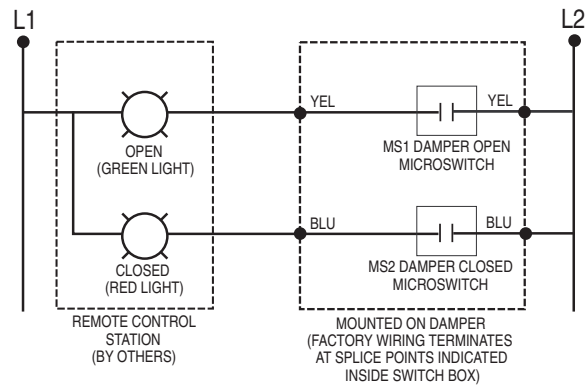 L1
L2
YEL
YEL
OPEN
(GREEN LIGHT)
MS1 DAMPER OPEN
MICROSWITCH
BLU
BLU
CLOSED
(RED LIGHT)
MS2 DAMPER CLOSED
MICROSWITCH
REMOTE CONTROL
STATION
(BY OTHERS)
MOUNTED ON DAMPER
(FACTORY WIRING TERMINATES
AT SPLICE POINTS INDICATED
INSIDE SWITCH BOX)